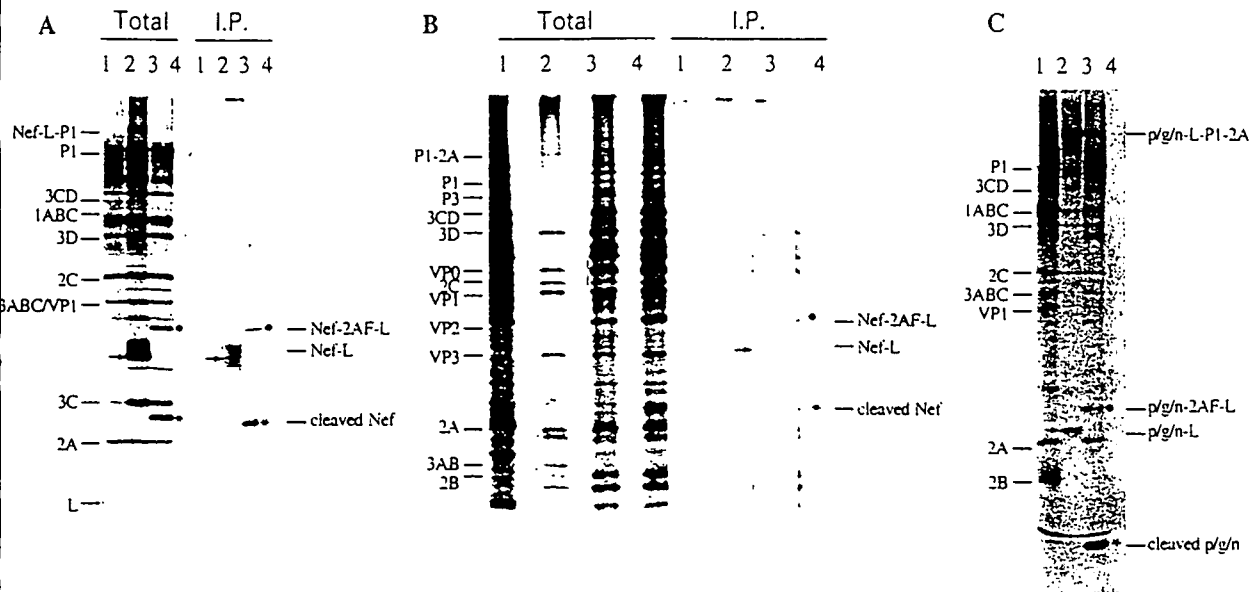 A Total I.P.
1 2 3 4 1 2 3 4
Nef-L-P1
P1
3CD
1ABC
3D
2C
3ABC/VP1
3C
2A
L
Nef-2AF-L
Nef-L
cleaved Nef
B Total I.P.
1 2 3 4 1 2 3 4
P1-2A
P1
P3
3CD
3D
VP0
2C
VP1
VP2
VP3
2A
3AB
2B
Nef-2AF-L
Nef-L
cleaved Nef
C
1 2 3 4
P1
3CD
1ABC
3D
2C
3ABC
VP1
2A
2B
p/g/n-L-P1-2A
p/g/n-2AF-L
p/g/n-L
cleaved p/g/n